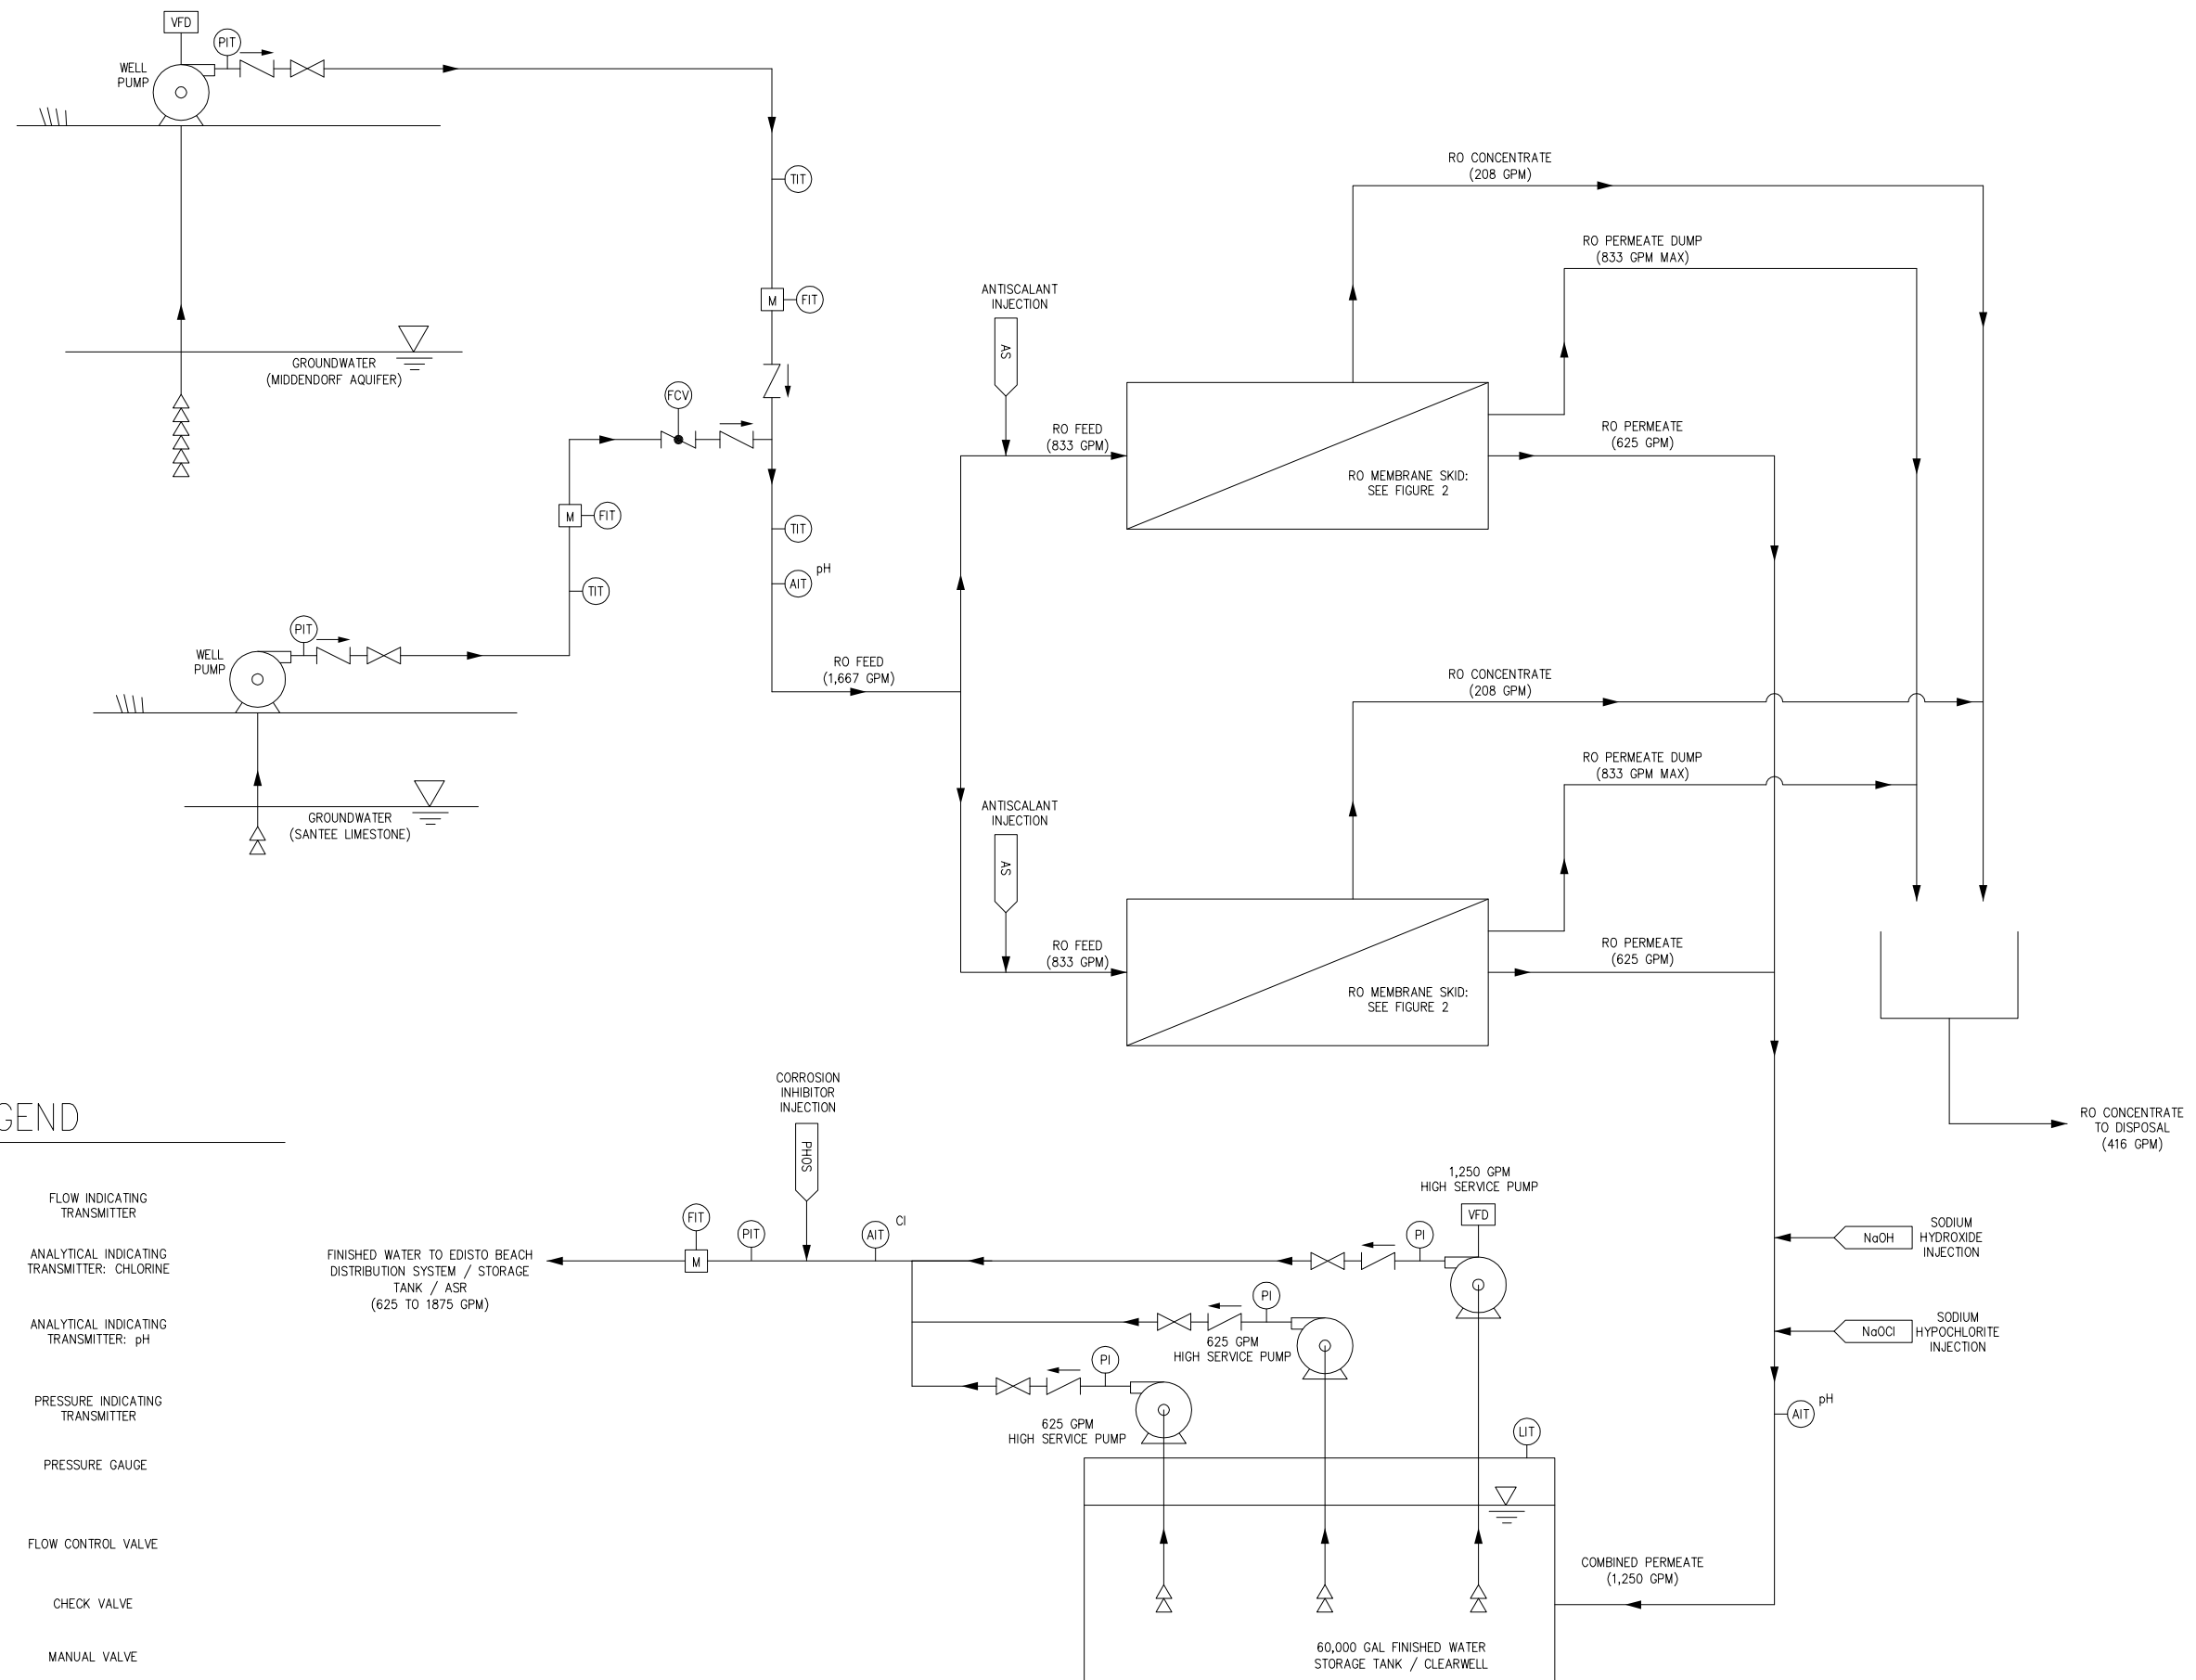 VFD
PIT
WELL
PUMP
TIT
RO CONCENTRATE
(208 GPM)
RO PERMEATE DUMP
(833 GPM MAX)
ANTISCALANT
INJECTION
M
FIT
AS
GROUNDWATER
(MIDDENDORF AQUIFER)
FCV
RO FEED
(833 GPM)
RO PERMEATE
(625 GPM)
RO MEMBRANE SKID:
SEE FIGURE 2
M
FIT
TIT
pH
AIT
TIT
PIT
WELL
PUMP
RO FEED
(1,667 GPM)
RO CONCENTRATE
(208 GPM)
RO PERMEATE DUMP
(833 GPM MAX)
ANTISCALANT
INJECTION
GROUNDWATER
(SANTEE LIMESTONE)
AS
RO FEED
(833 GPM)
RO PERMEATE
(625 GPM)
RO MEMBRANE SKID:
SEE FIGURE 2
CORROSION
INHIBITOR
INJECTION
PHOS
GEND
RO CONCENTRATE
TO DISPOSAL
(416 GPM)
1,250 GPM
HIGH SERVICE PUMP
VFD
FLOW INDICATING
TRANSMITTER
FIT
PIT
AIT
Cl
PI
NaOH
SODIUM
HYDROXIDE
INJECTION
ANALYTICAL INDICATING
TRANSMITTER: CHLORINE
FINISHED WATER TO EDISTO BEACH
DISTRIBUTION SYSTEM / STORAGE
TANK / ASR
(625 TO 1875 GPM)
M
PI
625 GPM
HIGH SERVICE PUMP
NaOCl
SODIUM
HYPOCHLORITE
INJECTION
ANALYTICAL INDICATING
TRANSMITTER: pH
PI
625 GPM
HIGH SERVICE PUMP
pH
AIT
LIT
PRESSURE INDICATING
TRANSMITTER
PRESSURE GAUGE
FLOW CONTROL VALVE
COMBINED PERMEATE
(1,250 GPM)
CHECK VALVE
MANUAL VALVE
60,000 GAL FINISHED WATER
STORAGE TANK / CLEARWELL